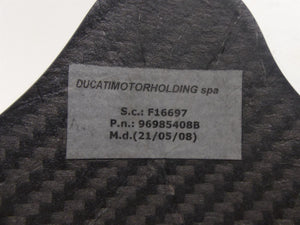 DUCATIMOTORHOLDING spa
S.c.: F16697
P.n.: 96985408B
M.d.(21/05/08)